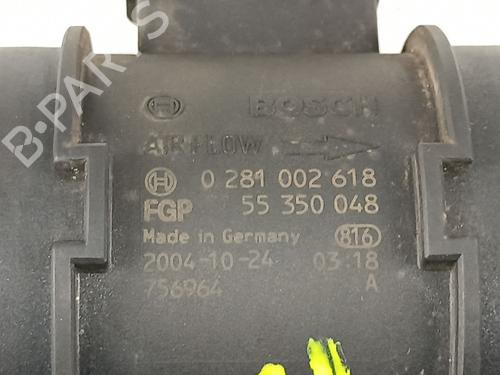 BOSCH
AIRFLOW
0 281 002 618
FGP 55 350 048
Made in Germany 816
2004-10-24 03:18
756964 A
B-PARTS